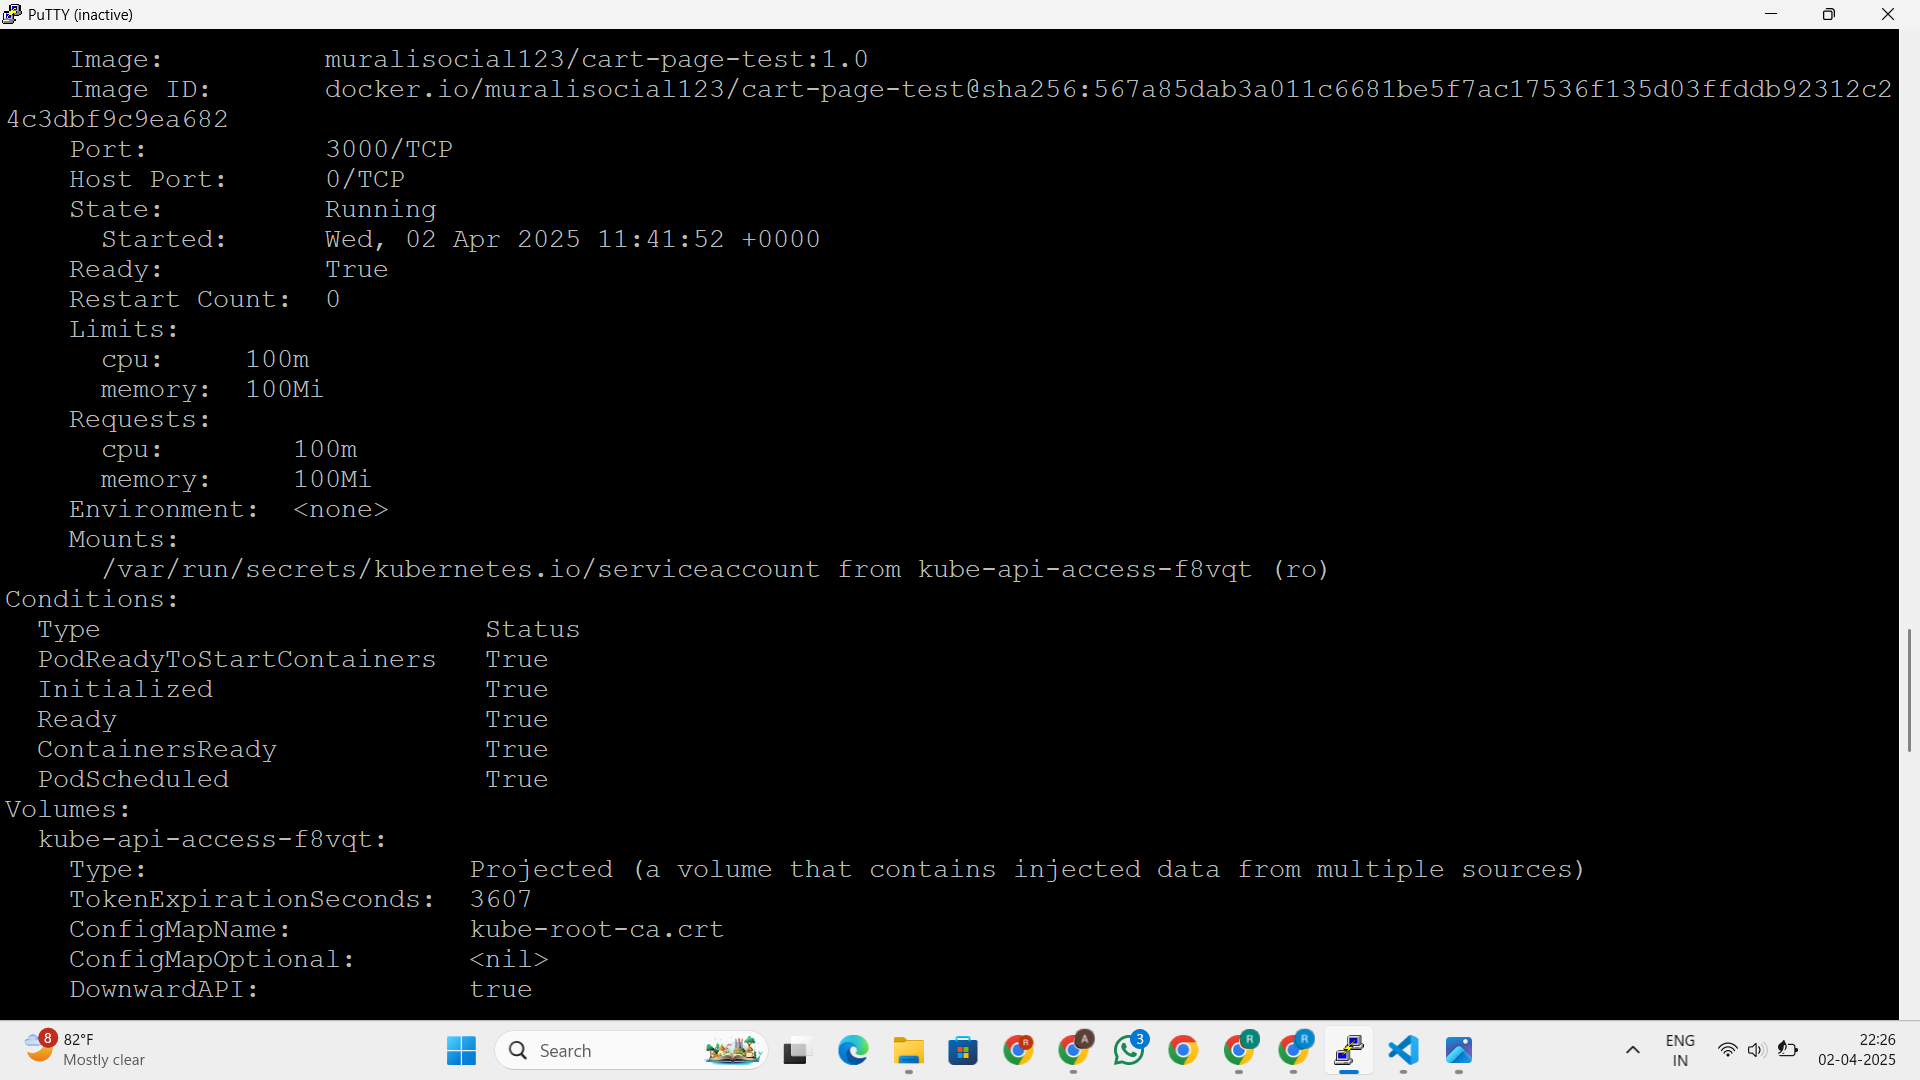 PuTTY (inactive)
Image: muralisocial123/cart-page-test:1.0
Image ID: docker.io/muralisocial123/cart-page-test@sha256:567a85dab3a011c6681be5f7ac17536f135d03ffddb92312c2
4c3dbf9c9ea682
Port: 3000/TCP
Host Port: 0/TCP
State: Running
Started: Wed, 02 Apr 2025 11:41:52 +0000
Ready: True
Restart Count: 0
Limits:
cpu: 100m
memory: 100Mi
Requests:
cpu: 100m
memory: 100Mi
Environment: <none>
Mounts:
/var/run/secrets/kubernetes.io/serviceaccount from kube-api-access-f8vqt (ro)
Conditions:
Type Status
PodReadyToStartContainers True
Initialized True
Ready True
ContainersReady True
PodScheduled True
Volumes:
kube-api-access-f8vqt:
Type: Projected (a volume that contains injected data from multiple sources)
TokenExpirationSeconds: 3607
ConfigMapName: kube-root-ca.crt
ConfigMapOptional: <nil>
DownwardAPI: true
8 82°F
Mostly clear
Search
R
A
3
R
R
ENG
IN
22:26
02-04-2025